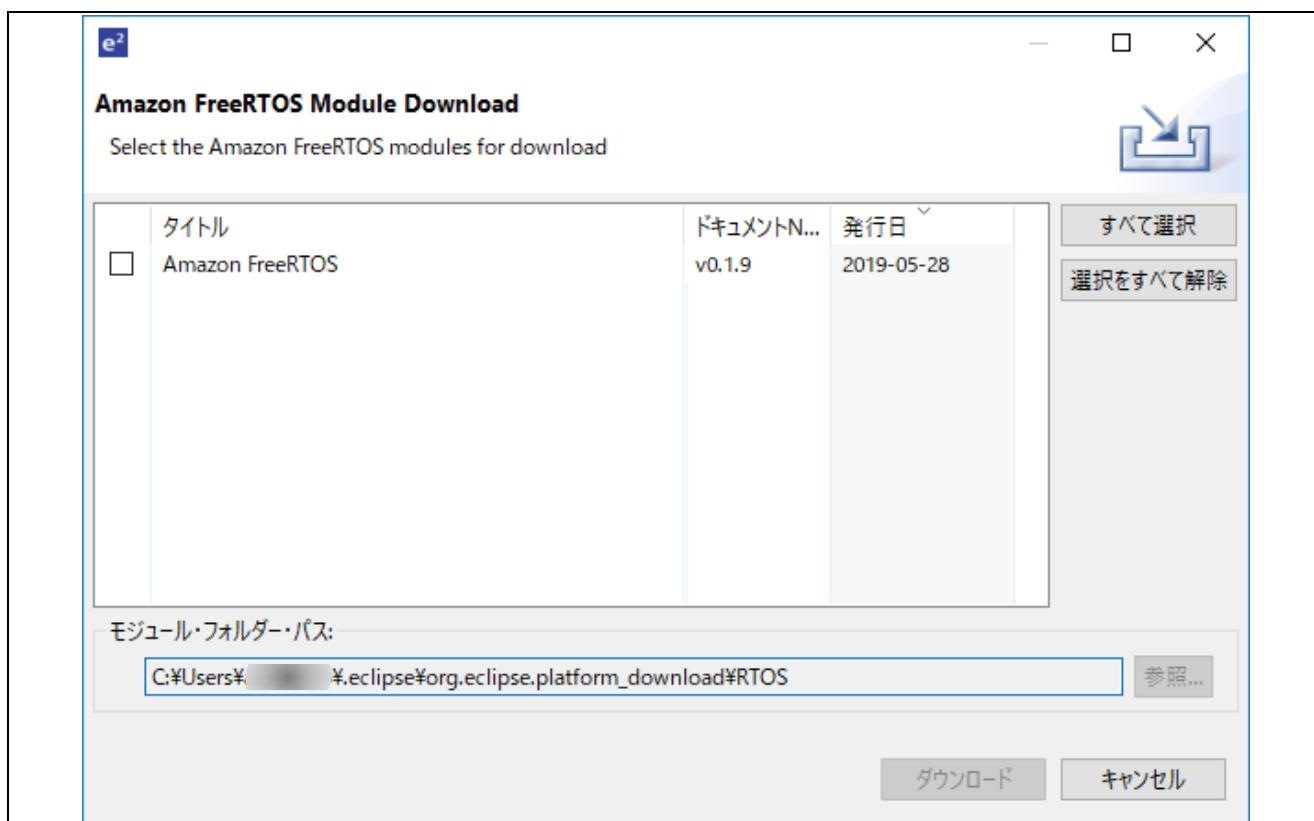 e²
Amazon FreeRTOS Module Download
Select the Amazon FreeRTOS modules for download
タイトル ドキュメントN... 発行日
Amazon FreeRTOS v0.1.9 2019-05-28
すべて選択
選択をすべて解除
モジュール・フォルダー・パス:
C:¥Users¥ ¥.eclipse¥org.eclipse.platform_download¥RTOS
参照...
ダウンロード キャンセル